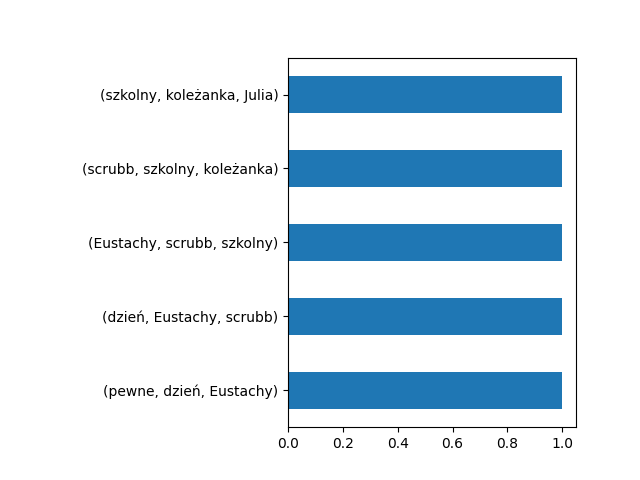 (szkolny, koleżanka, Julia)
(scrubb, szkolny, koleżanka)
(Eustachy, scrubb, szkolny)
(dzień, Eustachy, scrubb)
(pewne, dzień, Eustachy)
0.0 0.2 0.4 0.6 0.8 1.0